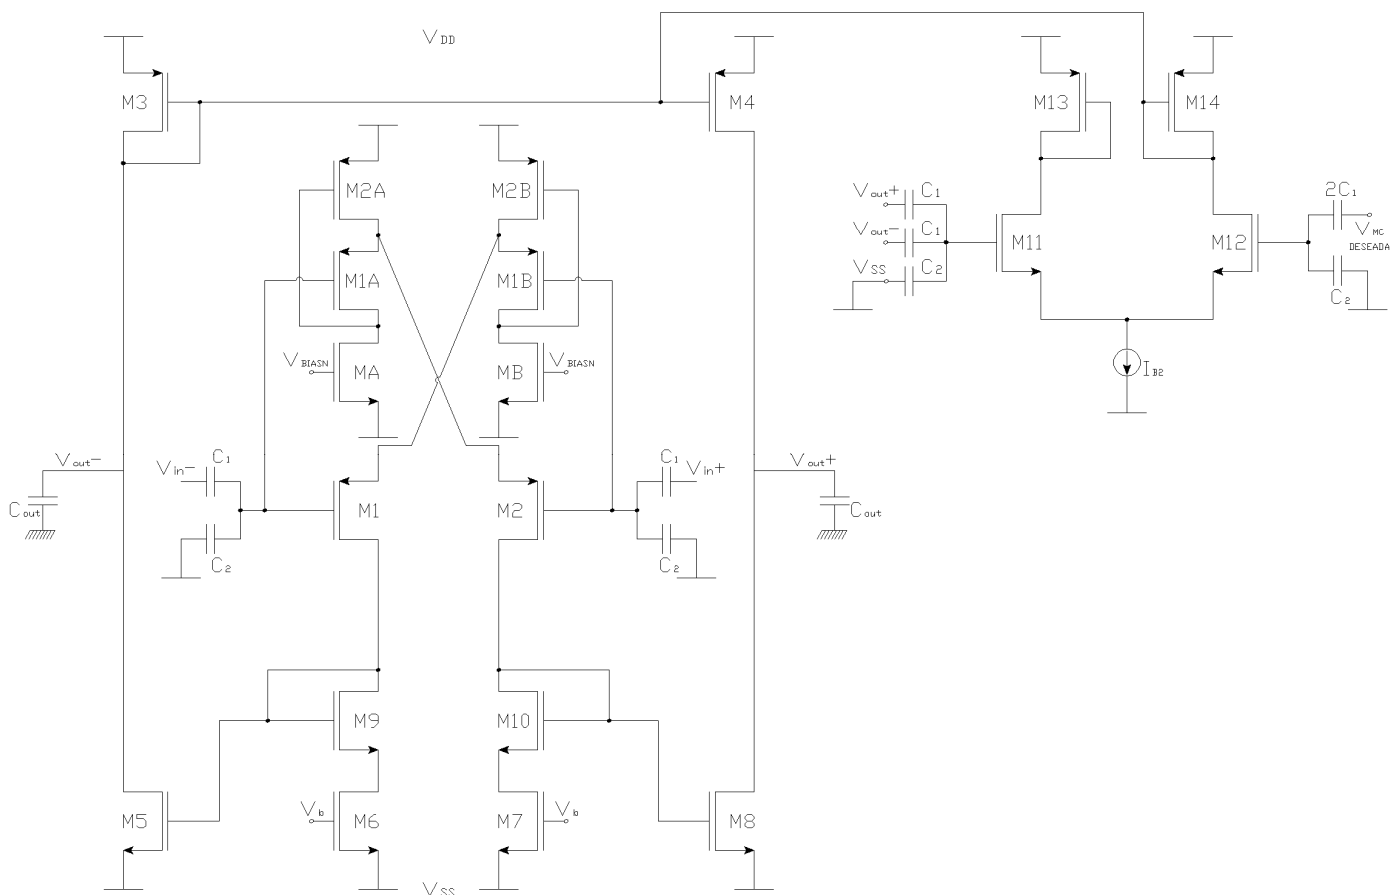 VDD
M3
M4
M13
M14
M2A
M2B
Vout+
C1
2C1
M1A
M1B
Vout-
C1
M11
M12
VMC
DESEADA
VSS
C2
C2
VBIASN
MA
MB
VBIASN
IB2
Vout-
Vin-
C1
C1
Vin+
Vout+
Cout
M1
M2
Cout
C2
C2
M9
M10
M5
Vb
M6
M7
Vb
M8
VSS